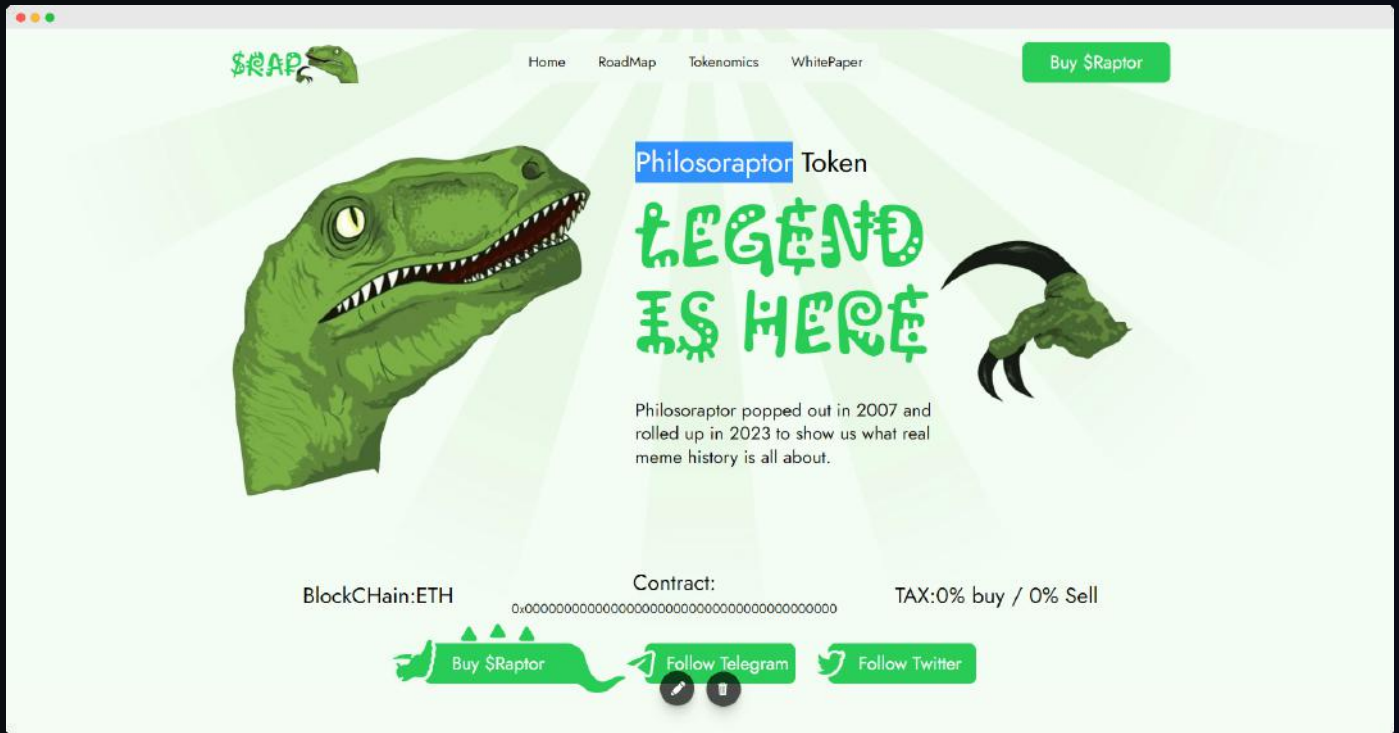 $RAP
Home RoadMap Tokenomics WhitePaper
Buy $Raptor
Philosoraptor Token
LEGEND
IS HERE
Philosoraptor popped out in 2007 and
rolled up in 2023 to show us what real
meme history is all about.
BlockCHain:ETH
Contract:
0x0000000000000000000000000000000000000000
TAX:0% buy / 0% Sell
Buy $Raptor
Follow Telegram
Follow Twitter